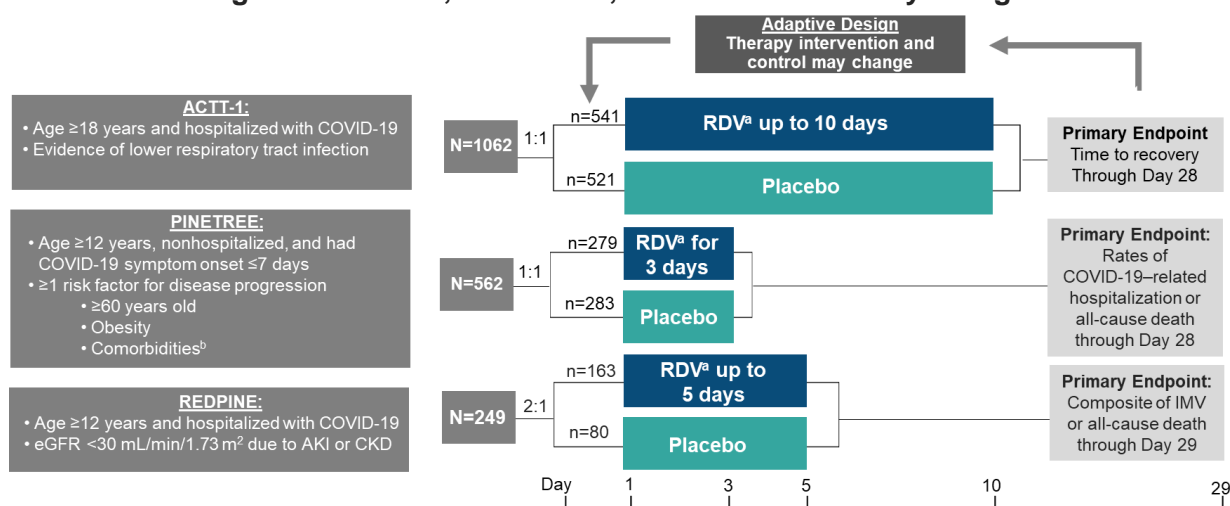 Adaptive Design
Therapy intervention and
control may change
ACTT-1:
• Age ≥18 years and hospitalized with COVID-19
• Evidence of lower respiratory tract infection
N=1062
1:1
n=541
RDVᵃ up to 10 days
n=521
Placebo
Primary Endpoint
Time to recovery
Through Day 28
PINETREE:
• Age ≥12 years, nonhospitalized, and had
COVID-19 symptom onset ≤7 days
• ≥1 risk factor for disease progression
• ≥60 years old
• Obesity
• Comorbiditiesᵇ
N=562
1:1
n=279
RDVᵃ for
3 days
n=283
Placebo
Primary Endpoint:
Rates of
COVID-19–related
hospitalization or
all-cause death
through Day 28
REDPINE:
• Age ≥12 years and hospitalized with COVID-19
• eGFR <30 mL/min/1.73 m² due to AKI or CKD
N=249
2:1
n=163
RDVᵃ up to
5 days
n=80
Placebo
Primary Endpoint:
Composite of IMV
or all-cause death
through Day 29
Day 1 3 5 10 29